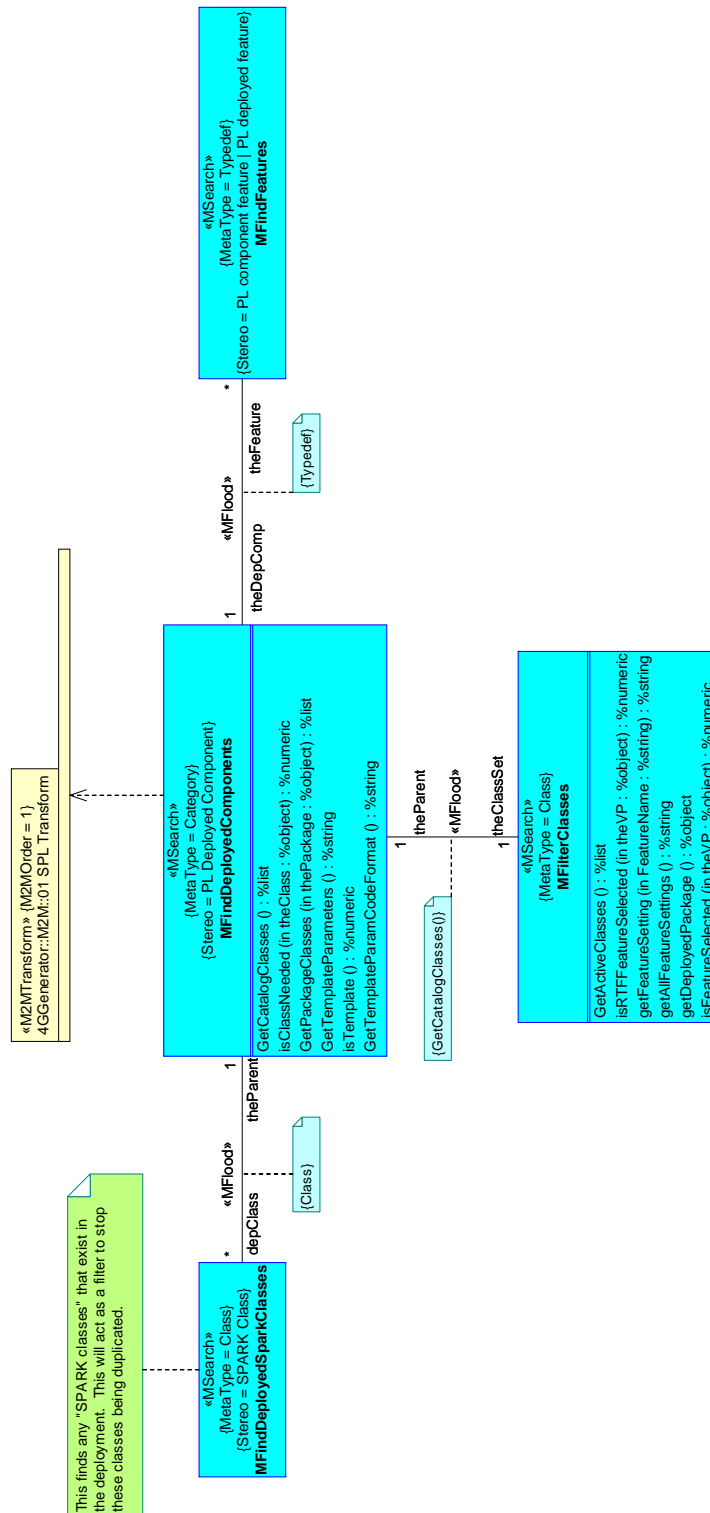 This finds any "SPARK classes" that exist in
the deployment.  This will act as a filter to stop
these classes being duplicated.
«M2MTransform» {M2MOrder = 1}
4GGenerator::M2M::01 SPL Transform
«MSearch»
{MetaType = Class}
{Stereo = SPARK Class}
MFindDeployedSparkClasses
*
depClass
«MFlood»
{Class}
1
theParent
«MSearch»
{MetaType = Category}
{Stereo = PL Deployed Component}
MFindDeployedComponents
GetCatalogClasses () : %list
isClassNeeded (in theClass : %object) : %numeric
GetPackageClasses (in thePackage : %object) : %list
GetTemplateParameters () : %string
isTemplate () : %numeric
GetTemplateParamCodeFormat () : %string
1
theDepComp
«MFlood»
{Typedef}
*
theFeature
«MSearch»
{MetaType = Typedef}
{Stereo = PL component feature | PL deployed feature}
MFindFeatures
1
theParent
«MFlood»
{GetCatalogClasses()}
theClassSet
1
«MSearch»
{MetaType = Class}
MFilterClasses
GetActiveClasses () : %list
isRTFFeatureSelected (in theVP : %object) : %numeric
getFeatureSetting (in FeatureName : %string) : %string
getAllFeatureSettings () : %string
getDeployedPackage () : %object
isFeatureSelected (in theVP : %object) : %numeric